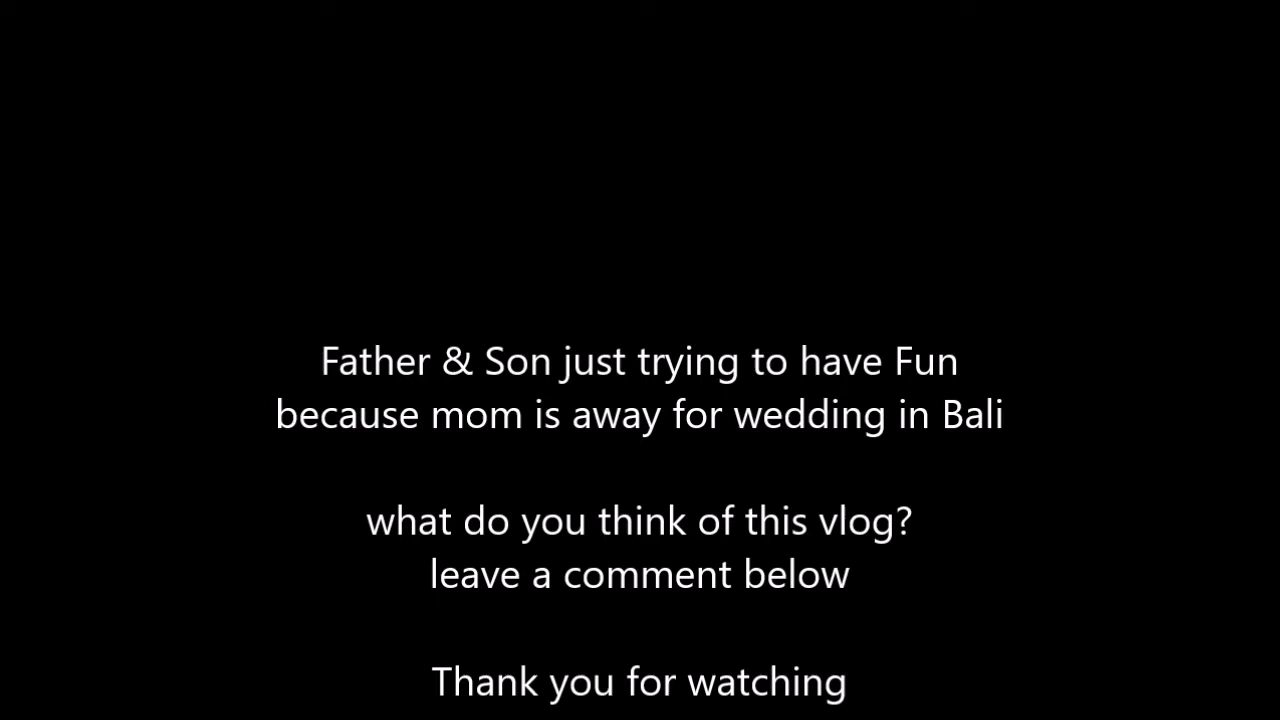 Father & Son just trying to have Fun
because mom is away for wedding in Bali
what do you think of this vlog?
leave a comment below
Thank you for watching